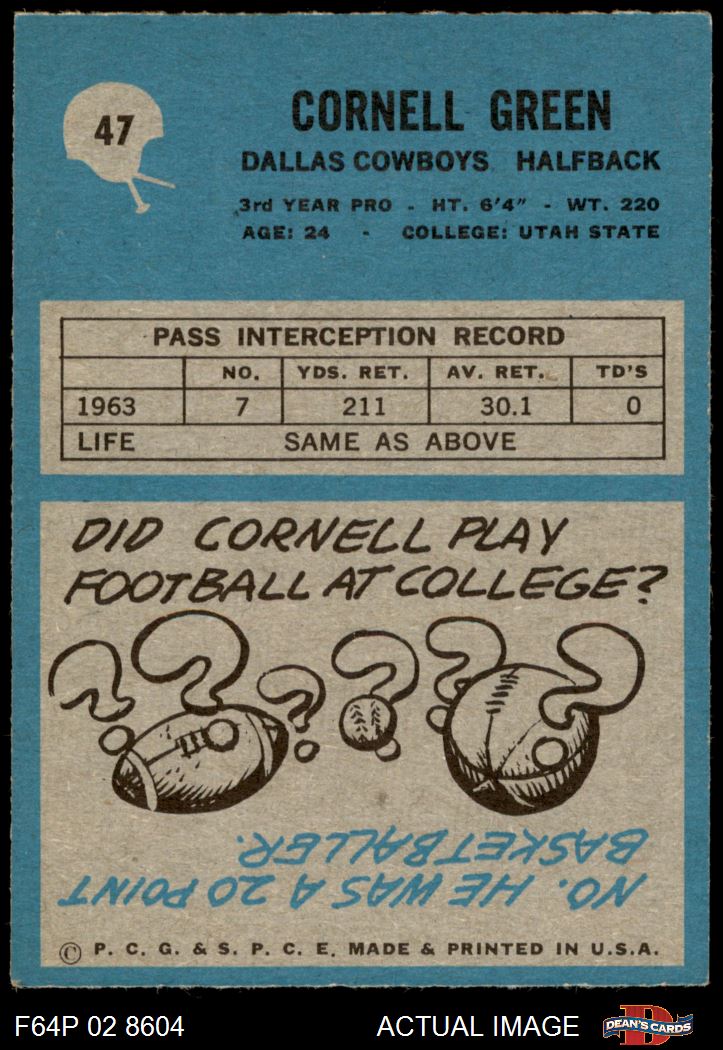 47
CORNELL GREEN
DALLAS COWBOYS HALFBACK
3rd YEAR PRO - HT. 6'4" - WT. 220
AGE: 24 - COLLEGE: UTAH STATE
PASS INTERCEPTION RECORD
NO. YDS. RET. AV. RET. TD'S
1963 7 211 30.1 0
LIFE SAME AS ABOVE
DID CORNELL PLAY
FOOTBALL AT COLLEGE?
NO. HE WAS A 20 POINT
BASKETBALLER.
© P. C. G. & S. P. C. E. MADE & PRINTED IN U.S.A.
F64P 02 8604 ACTUAL IMAGE
D
DEAN'S CARDS